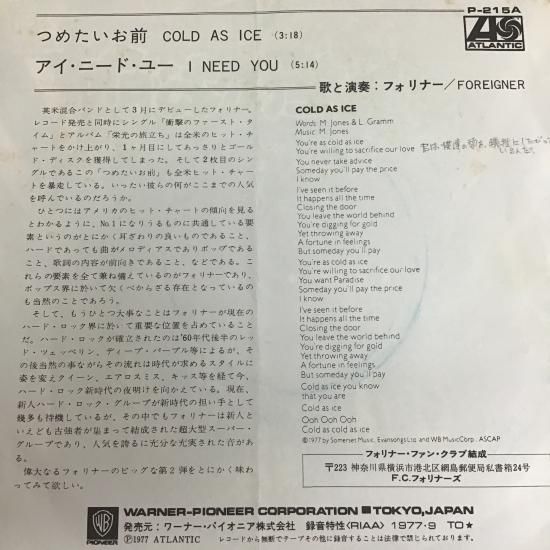 P-215A
ATLANTIC
つめたいお前 COLD AS ICE (3:18)
アイ・ニード・ユー I NEED YOU (5:14)
歌と演奏:フォリナー/FOREIGNER
英米混合バンドとして3月にデビューしたフォリナー。
レコード発売と同時にシングル「衝撃のファースト・タ
イム」とアルバム「栄光の旅立ち」は全米のヒット・チャ
ートをかけ上がり、1ヵ月目にしてあっさりとゴール
ド・ディスクを獲得してしまった。そして2枚目のシン
グルであるこの「つめたいお前」も全米ヒット・チャー
トを暴走している。いったい彼らの何がここまでの人気
を呼んでいるのだろうか。
ひとつにはアメリカのヒット・チャートの傾向を見る
とわかるように、No1になりうるものに共通している要
素というのがとにかく耳ざわりの良いものであること、
ハードであっても曲がメロディアスでありポップである
こと、歌詞の内容が前向きであること、などである。こ
れらの要素を全て兼ね備えているのがフォリナーであり、
ポップス界に於いて欠くべからざる存在となっているの
も当然のことであろう。
そして、もうひとつ大事なことはフォリナーが現在の
ハード・ロック界に於いて重要な位置を占めていること
だ。ハード・ロックが確立されたのは'60年代後半のレッ
ド・ツェッペリン、ディープ・パープル等によるが、そ
の後当然の事ながらその流れは時代が求めるスタイルに
姿を変えクイーン、エアロスミス、キッス等を経て今、
ハード・ロック新時代の夜明けを向かえている。現在、
新人ハード・ロック・グループが新時代の担い手として
幾多も待機しているが、その中でもフォリナーは新人と
いえども古強者が集まって結成された超大型スーパー・
グループであり、人気を誇るに充分な充実された音があ
る。
偉大なるフォリナーのビッグな第2弾をとにかく味わ
ってみて欲しい。
COLD AS ICE
Words: M. Jones & L. Gramm
Music: M. Jones
You're as cold as ice
You're willing to sacrifice our love
You never take advice
Someday you'll pay the price
I know
I've seen it before
It happens all the time
Closing the door
You leave the world behind
You're digging for gold
Yet throwing away
A fortune in feelings
But someday you'll pay
You're as cold as ice
You're willing to sacrifice our love
You want Paradise
Someday you'll pay the price
I know
I've seen it before
It happens all the time
Closing the door
You leave the world behind
You're digging for gold
Yet throwing away
A fortune in feelings
But someday you'll pay
Cold as ice you know
that you are
Cold as ice
Ooh Ooh Ooh
Cold as cold as ice
©1977 by Somerset Music. Evansongs Ltd. and WB Music Corp. ASCAP
フォリナー・ファン・クラブ結成
〒223 神奈川県横浜市港北区綱島郵便局私書箱24号
F.C.フォリナーズ
PIONEER
WARNER-PIONEER CORPORATION ■ TOKYO, JAPAN
発売元:ワーナー・パイオニア株式会社 録音特性(RIAA) 1977・9 TO★
Ⓟ1977 ATLANTIC レコードから無断でテープその他に録音することは法律で禁じられております。